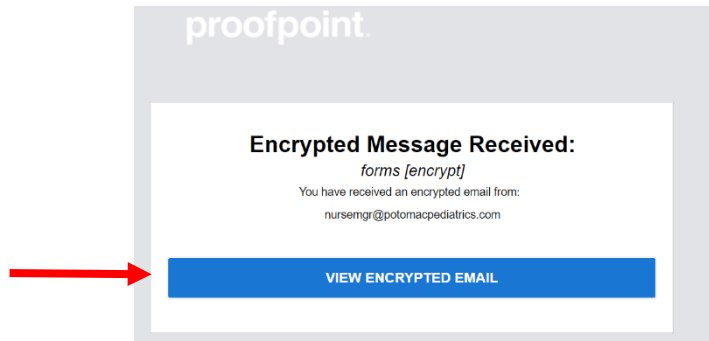 proofpoint.
Encrypted Message Received:
forms [encrypt]
You have received an encrypted email from:
nursemgr@potomacpediatrics.com
VIEW ENCRYPTED EMAIL